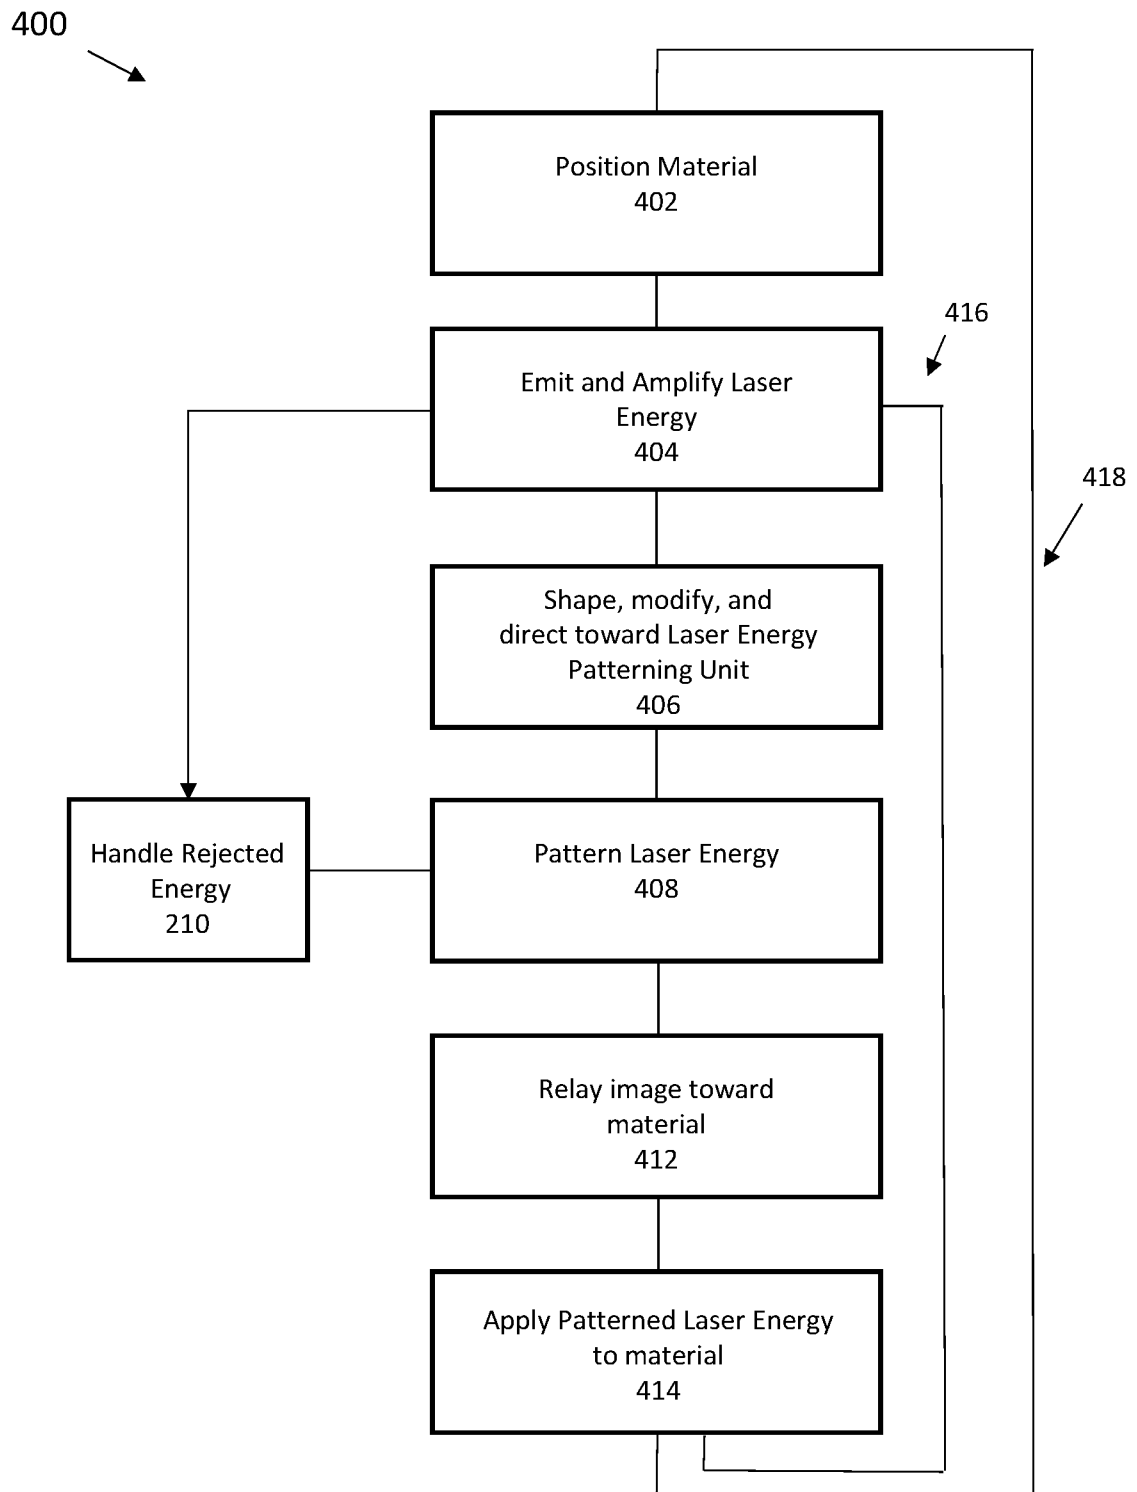 400
Position Material
402
416
Emit and Amplify Laser
Energy
404
418
Shape, modify, and
direct toward Laser Energy
Patterning Unit
406
Handle Rejected
Energy
210
Pattern Laser Energy
408
Relay image toward
material
412
Apply Patterned Laser Energy
to material
414